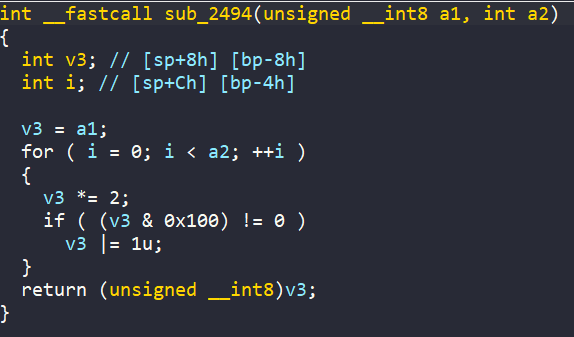 int __fastcall sub_2494(unsigned __int8 a1, int a2)
{
  int v3; // [sp+8h] [bp-8h]
  int i; // [sp+Ch] [bp-4h]

  v3 = a1;
  for ( i = 0; i < a2; ++i )
  {
    v3 *= 2;
    if ( (v3 & 0x100) != 0 )
      v3 |= 1u;
  }
  return (unsigned __int8)v3;
}